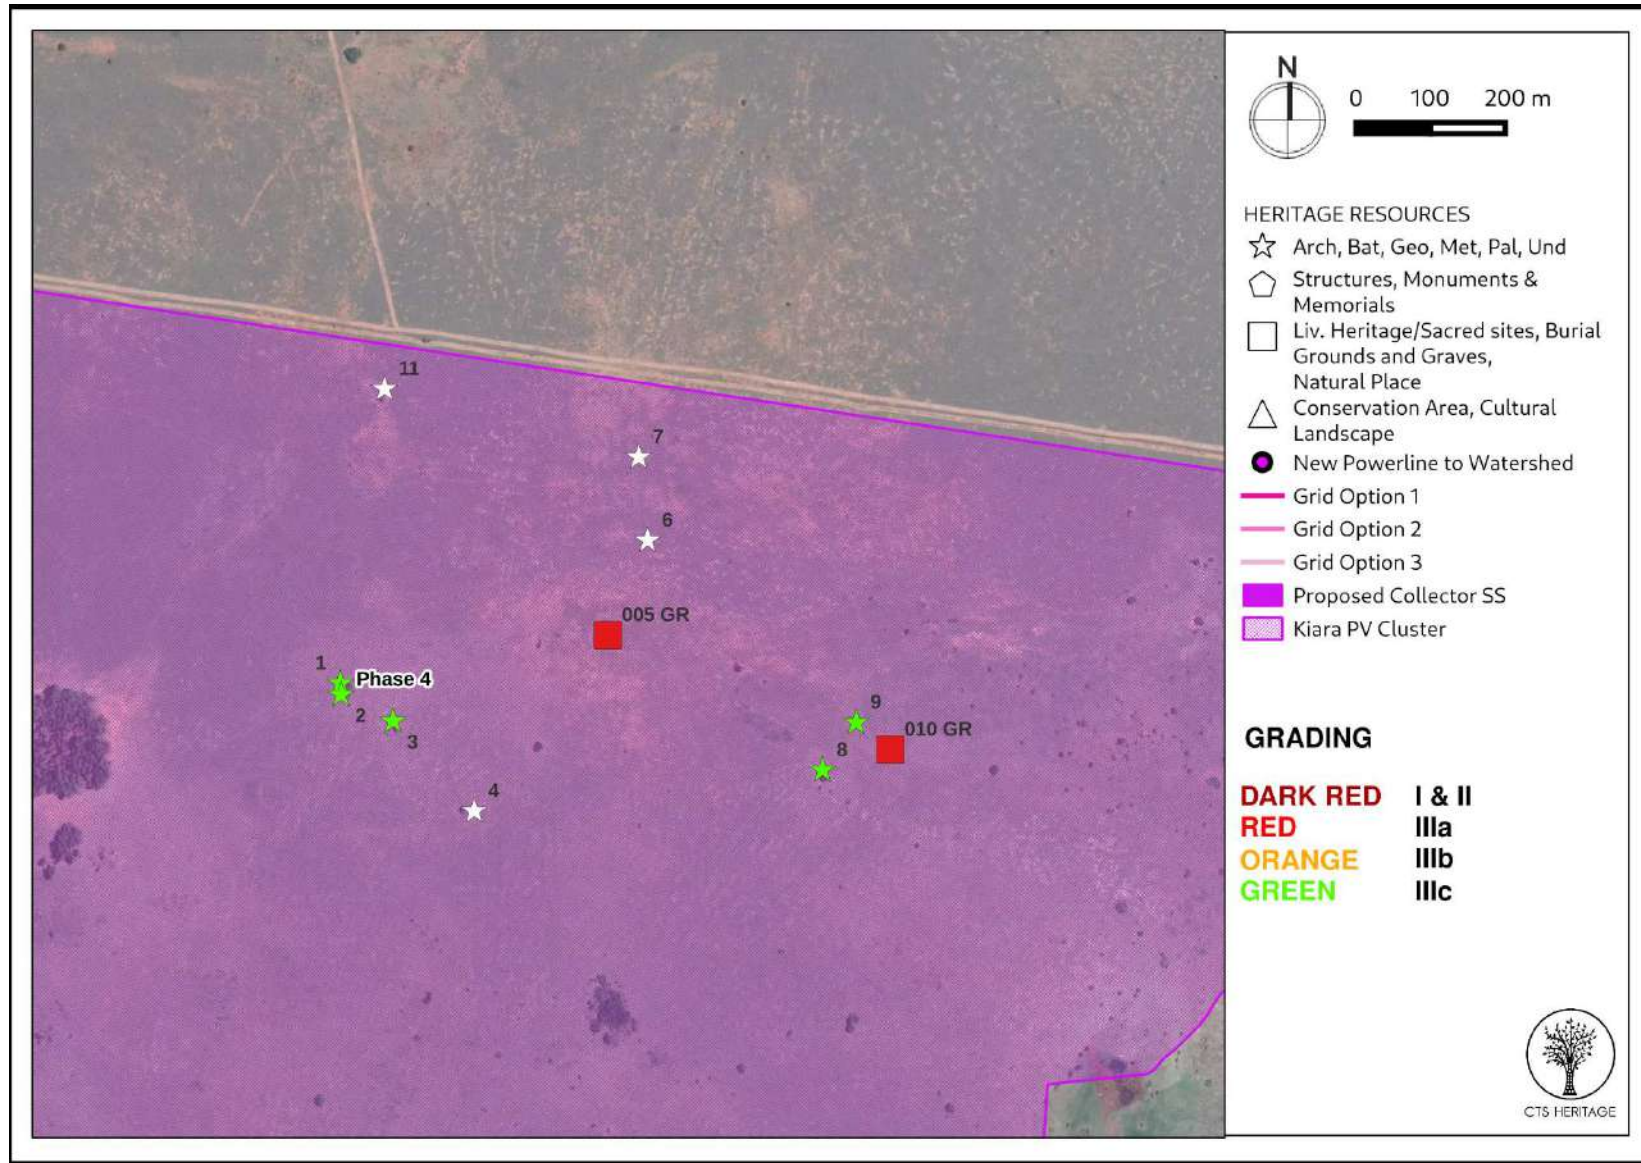 11
7
6
005 GR
1
Phase 4
2
3
9
010 GR
8
4
N
0 100 200 m
HERITAGE RESOURCES
Arch, Bat, Geo, Met, Pal, Und
Structures, Monuments &
Memorials
Liv. Heritage/Sacred sites, Burial
Grounds and Graves,
Natural Place
Conservation Area, Cultural
Landscape
New Powerline to Watershed
Grid Option 1
Grid Option 2
Grid Option 3
Proposed Collector SS
Kiara PV Cluster
GRADING
DARK RED I & II
RED IIIa
ORANGE IIIb
GREEN IIIc
CTS HERITAGE